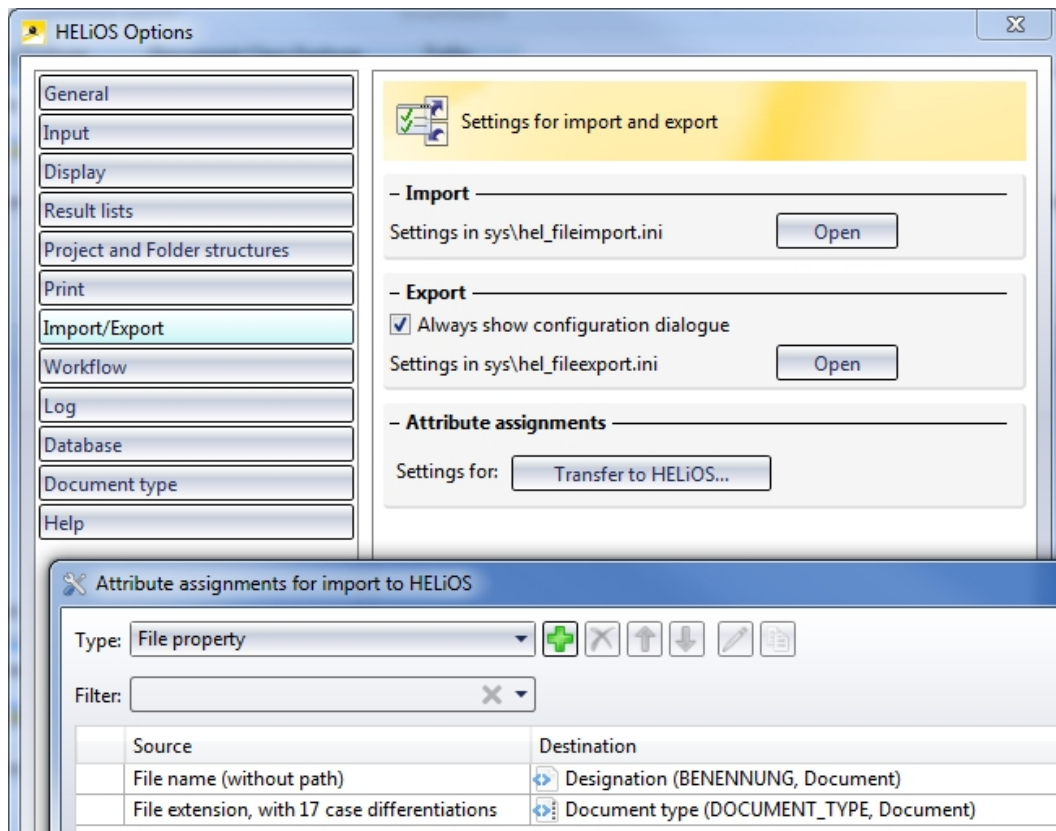 HELiOS Options
General
Input
Display
Result lists
Project and Folder structures
Print
Import/Export
Workflow
Log
Database
Document type
Help
Settings for import and export
Import
Settings in sys\hel_fileimport.ini Open
Export
Always show configuration dialogue
Settings in sys\hel_fileexport.ini Open
Attribute assignments
Settings for: Transfer to HELiOS...
Attribute assignments for import to HELiOS
Type: File property
Filter:
Source Destination
File name (without path) Designation (BENENNUNG, Document)
File extension, with 17 case differentiations Document type (DOCUMENT_TYPE, Document)